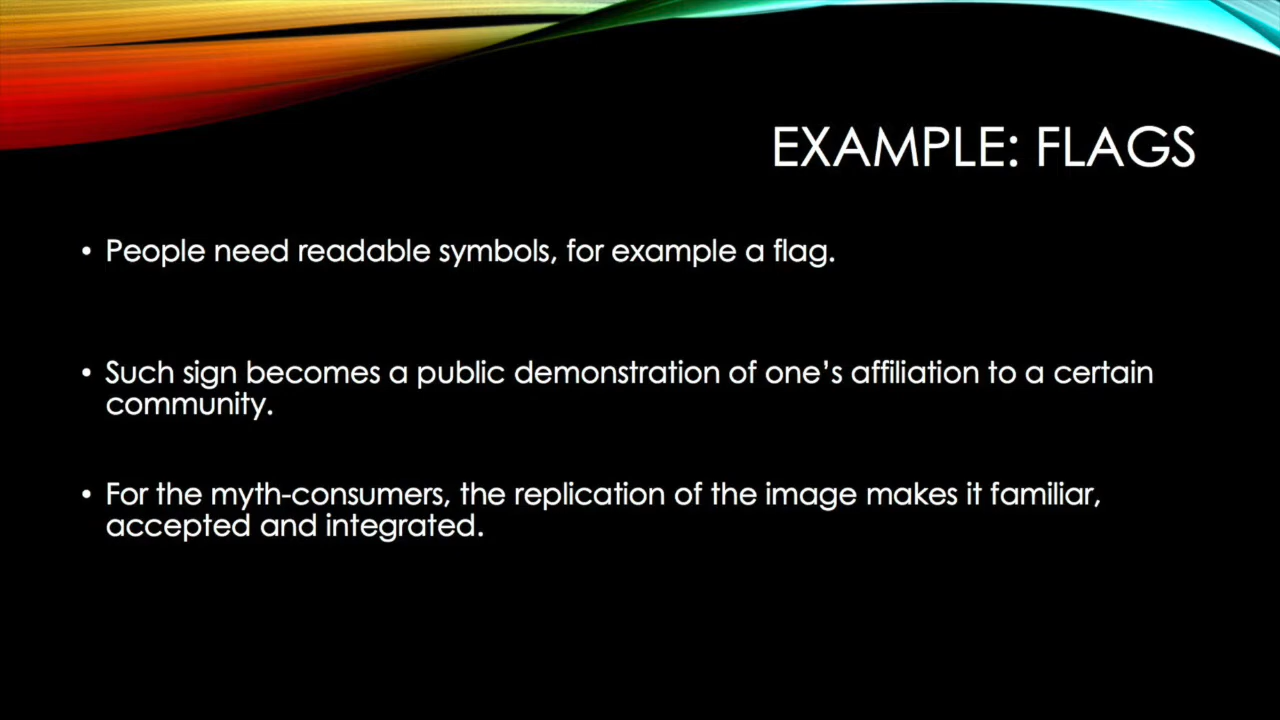 EXAMPLE: FLAGS
• People need readable symbols, for example a flag.
• Such sign becomes a public demonstration of one's affiliation to a certain
community.
• For the myth-consumers, the replication of the image makes it familiar,
accepted and integrated.